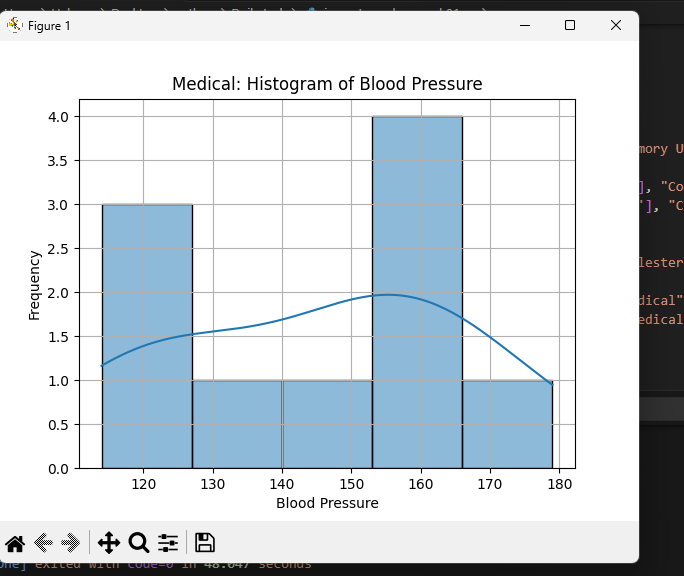 Figure 1
Medical: Histogram of Blood Pressure
4.0
3.5
mory U
3.0
], "Co
'], "C
2.5
lester
Frequency
2.0
dical"
edical
1.5
1.0
0.5
0.0
120 130 140 150 160 170 180
Blood Pressure
exited with code=0 in 48.047 seconds